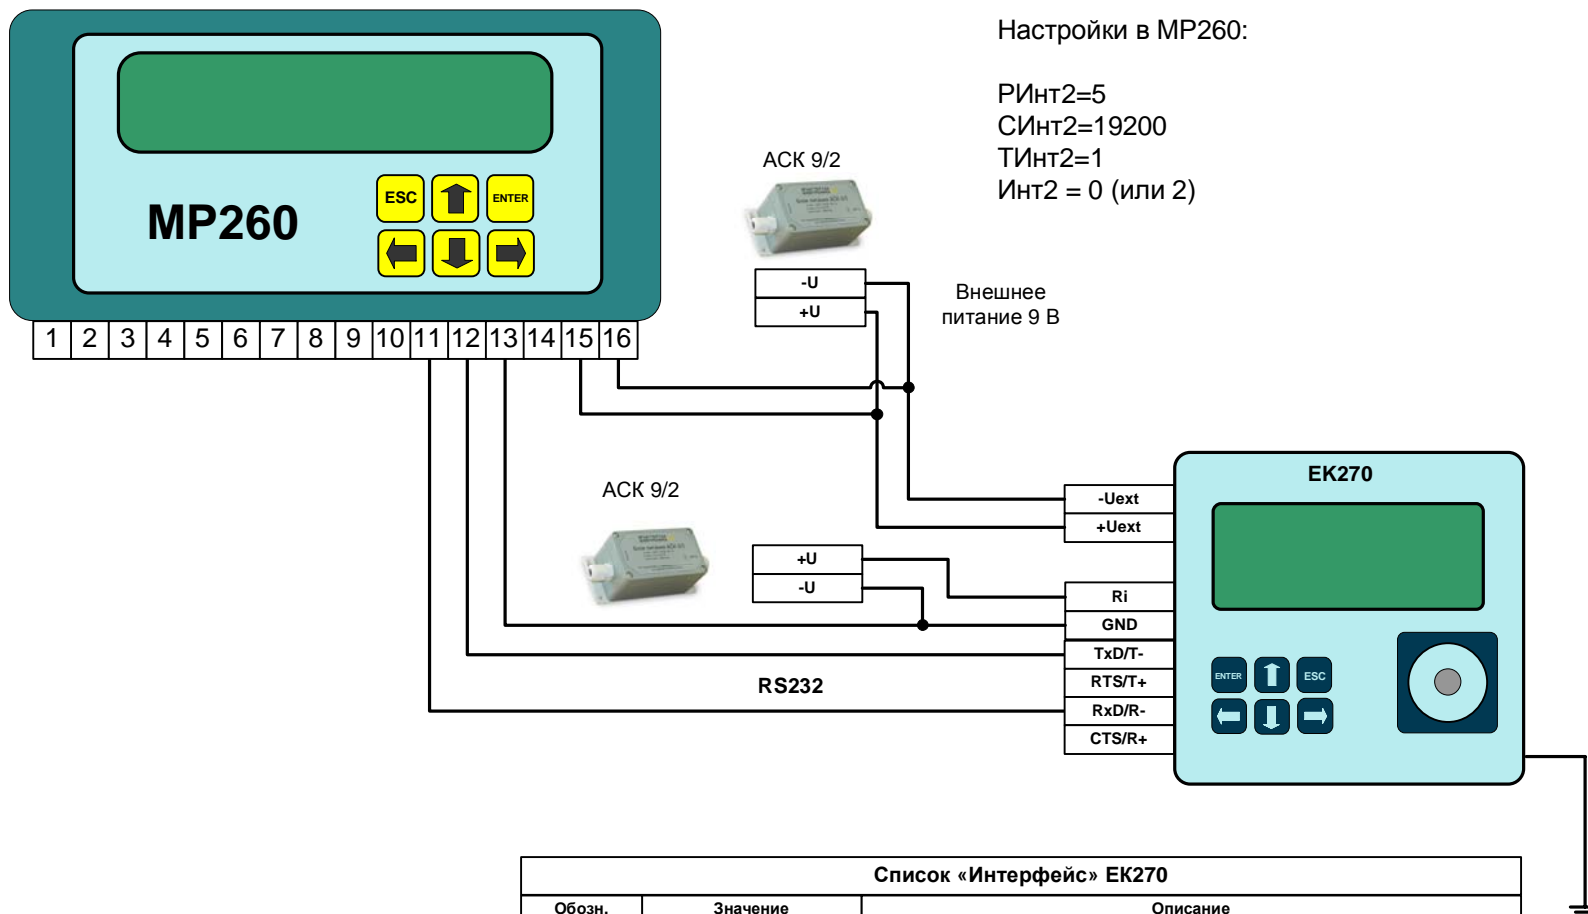 Настройки в МР260:
РИнт2=5
СИнт2=19200
ТИнт2=1
Инт2 = 0 (или 2)
АСК 9/2
МР260
ESC
ENTER
-U
+U
Внешнее
питание 9 В
1 2 3 4 5 6 7 8 9 10 11 12 13 14 15 16
АСК 9/2
+U
-U
EK270
-Uext
+Uext
Ri
GND
TxD/T-
RTS/T+
RxD/R-
CTS/R+
RS232
ENTER
ESC
Список «Интерфейс» ЕК270
Обозн. Значение Описание